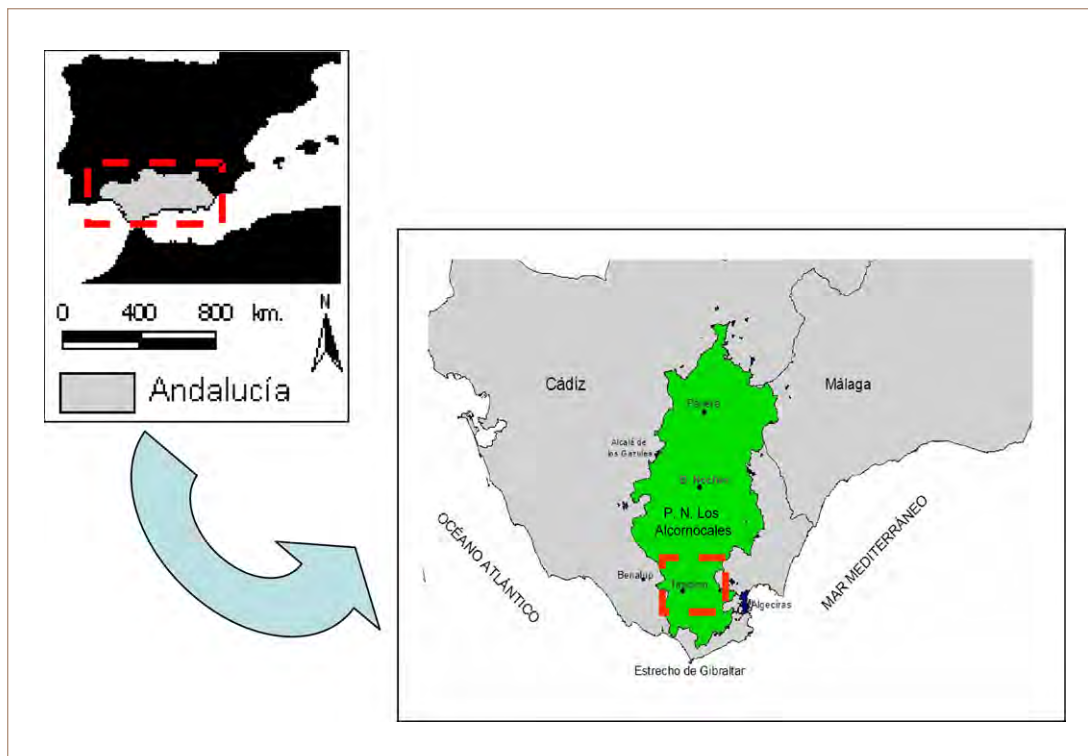 N
0 400 800 km.
Andalucía
Cádiz
Málaga
Alcalá de
los Gazules
P. N. Los
Alcornocales
OCÉANO ATLÁNTICO
MAR MEDITERRÁNEO
Benalup
Algeciras
Estrecho de Gibraltar